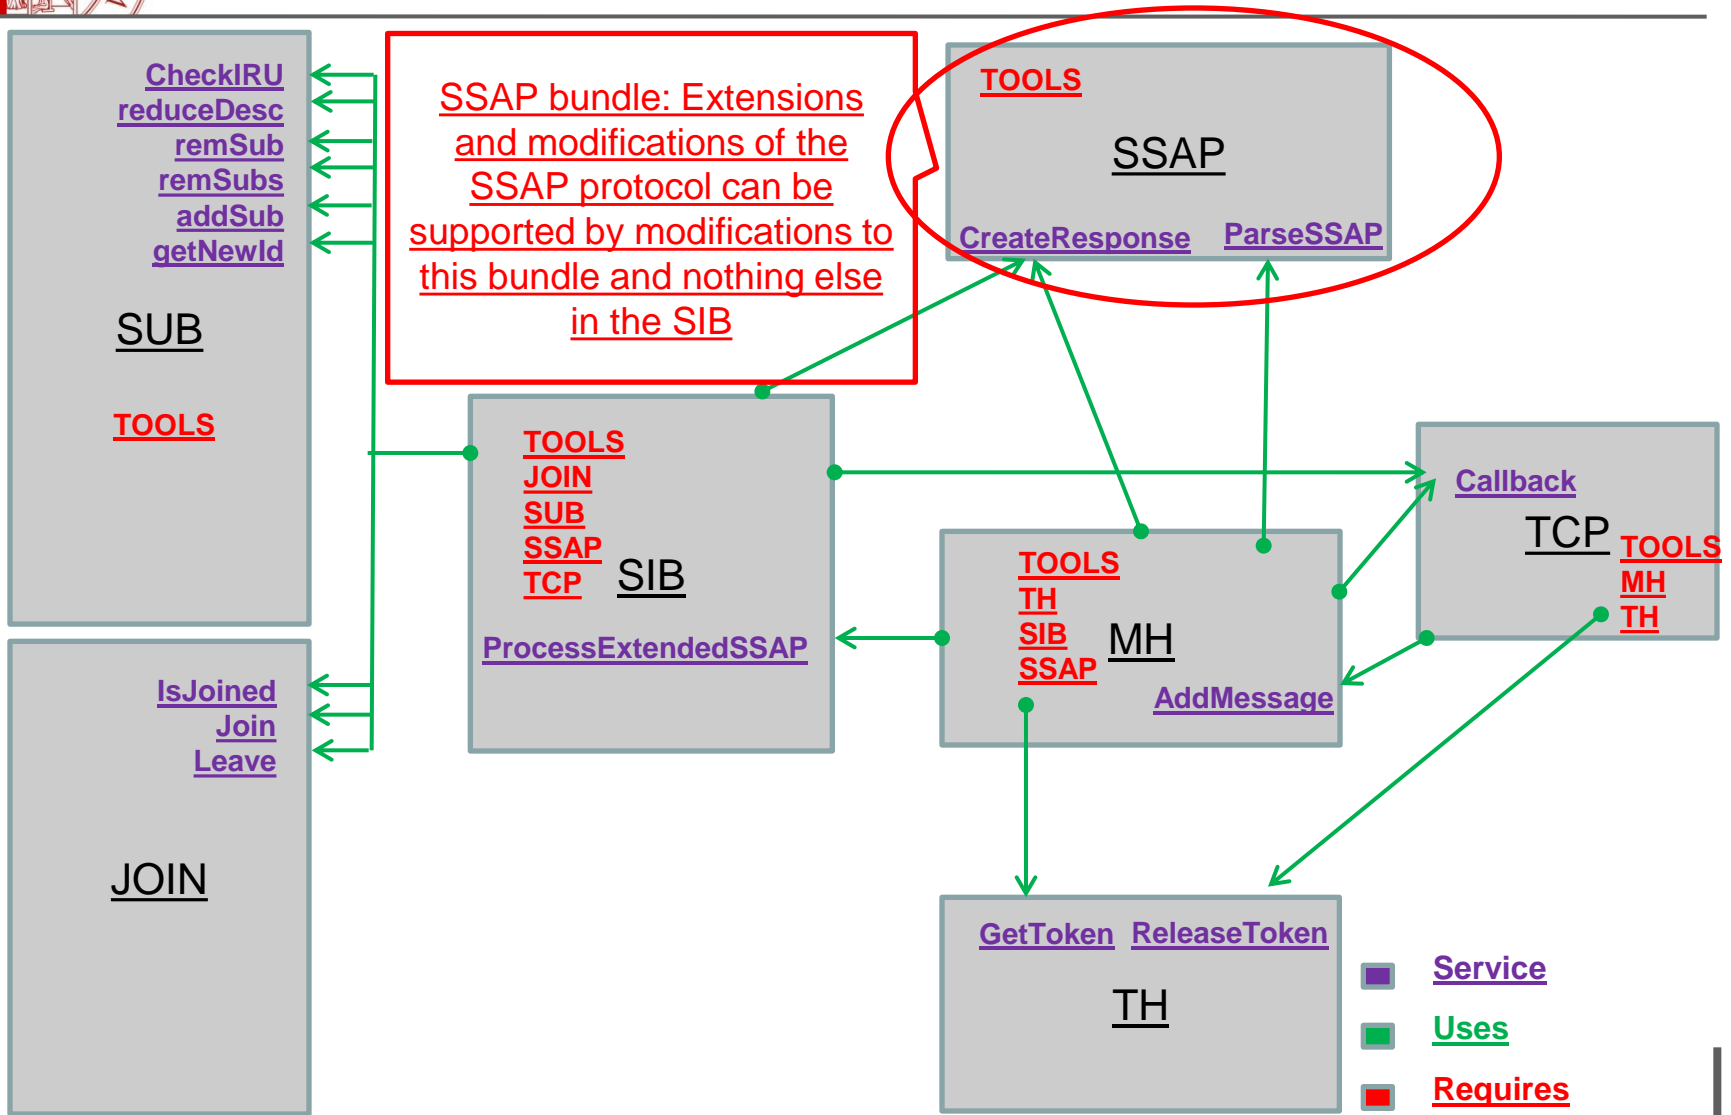 CheckIRU
reduceDesc
remSub
remSubs
addSub
getNewId
SUB
TOOLS
IsJoined
Join
Leave
JOIN
SSAP bundle: Extensions
and modifications of the
SSAP protocol can be
supported by modifications to
this bundle and nothing else
in the SIB
TOOLS
SSAP
CreateResponse
ParseSSAP
TOOLS
JOIN
SUB
SSAP
TCP
SIB
ProcessExtendedSSAP
TOOLS
TH
SIB
SSAP
MH
AddMessage
Callback
TCP
TOOLS
MH
TH
GetToken
ReleaseToken
TH
Service
Uses
Requires